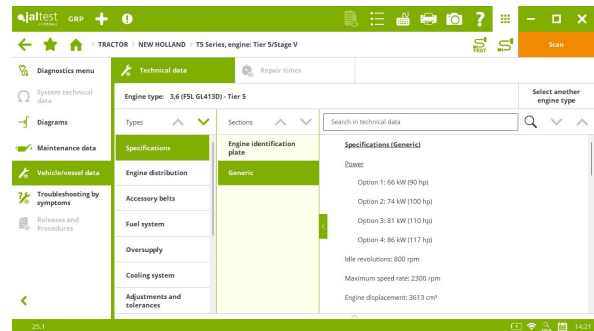 jaltest GRP
TRACTOR > NEW HOLLAND > T5 Series, engine: Tier 5/Stage V
TEST
Scan
Diagnostics menu
System technical data
Diagrams
Maintenance data
Vehicle/vessel data
Troubleshooting by symptoms
Releases and Procedures
Technical data
Repair times
Engine type: 3,6 (F5L GL413D) - Tier 5
Select another engine type
Types
Sections
Search in technical data
Specifications
Engine distribution
Accessory belts
Fuel system
Oversupply
Cooling system
Adjustments and tolerances
Engine identification plate
Generic
Specifications (Generic)
Power
Option 1: 66 kW (90 hp)
Option 2: 74 kW (100 hp)
Option 3: 81 kW (110 hp)
Option 4: 86 kW (117 hp)
Idle revolutions: 800 rpm
Maximum speed rate: 2300 rpm
Engine displacement: 3613 cm³
25.1
14:21